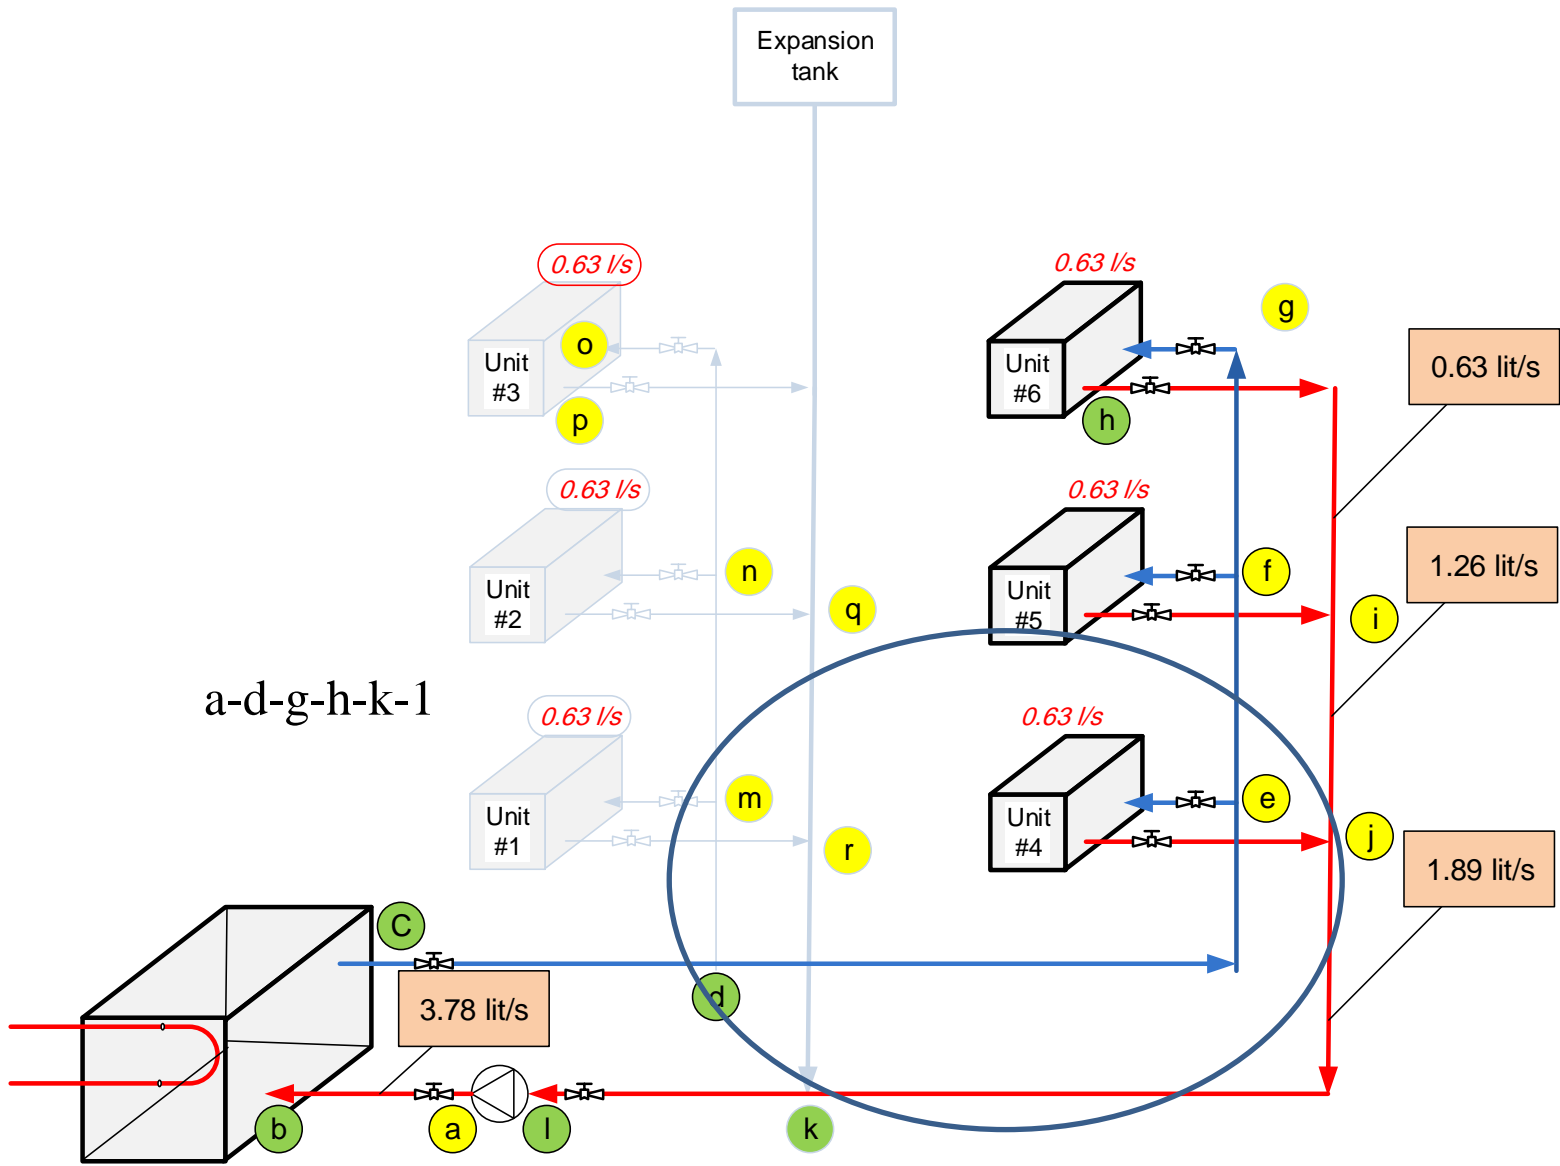 Expansion
tank
0.63 l/s
0.63 l/s
g
o
Unit
#3
Unit
#6
0.63 lit/s
p
h
0.63 l/s
0.63 l/s
n
f
1.26 lit/s
Unit
#2
Unit
#5
q
i
a-d-g-h-k-1
0.63 l/s
0.63 l/s
m
e
Unit
#1
Unit
#4
r
j
1.89 lit/s
C
d
3.78 lit/s
b
a
l
k